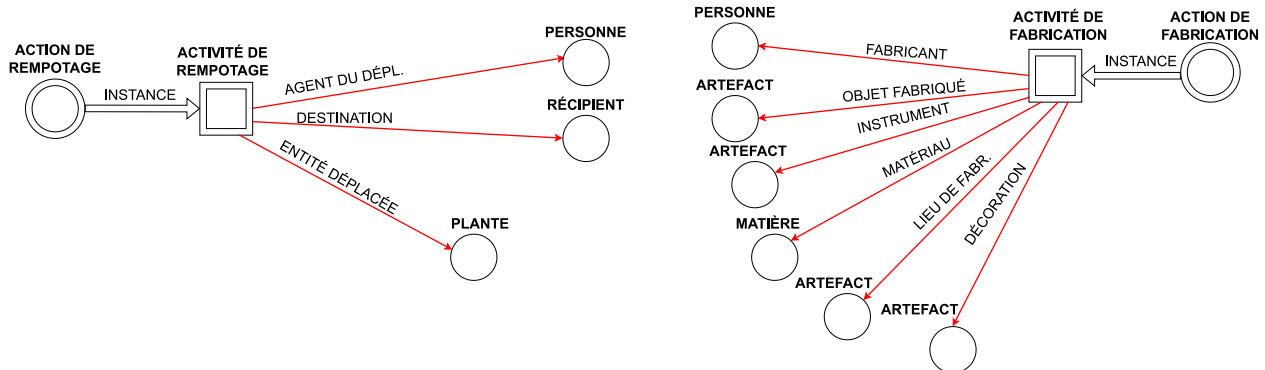 ACTION DE
REMPOTAGE
INSTANCE
ACTIVITÉ DE
REMPOTAGE
AGENT DU DÉPL.
DESTINATION
ENTITÉ DÉPLACÉE
PERSONNE
RÉCIPIENT
PLANTE
PERSONNE
ARTEFACT
ARTEFACT
MATIÈRE
ARTEFACT
ARTEFACT
FABRICANT
OBJET FABRIQUÉ
INSTRUMENT
MATÉRIAU
LIEU DE FABR.
DÉCORATION
ACTIVITÉ DE
FABRICATION
INSTANCE
ACTION DE
FABRICATION